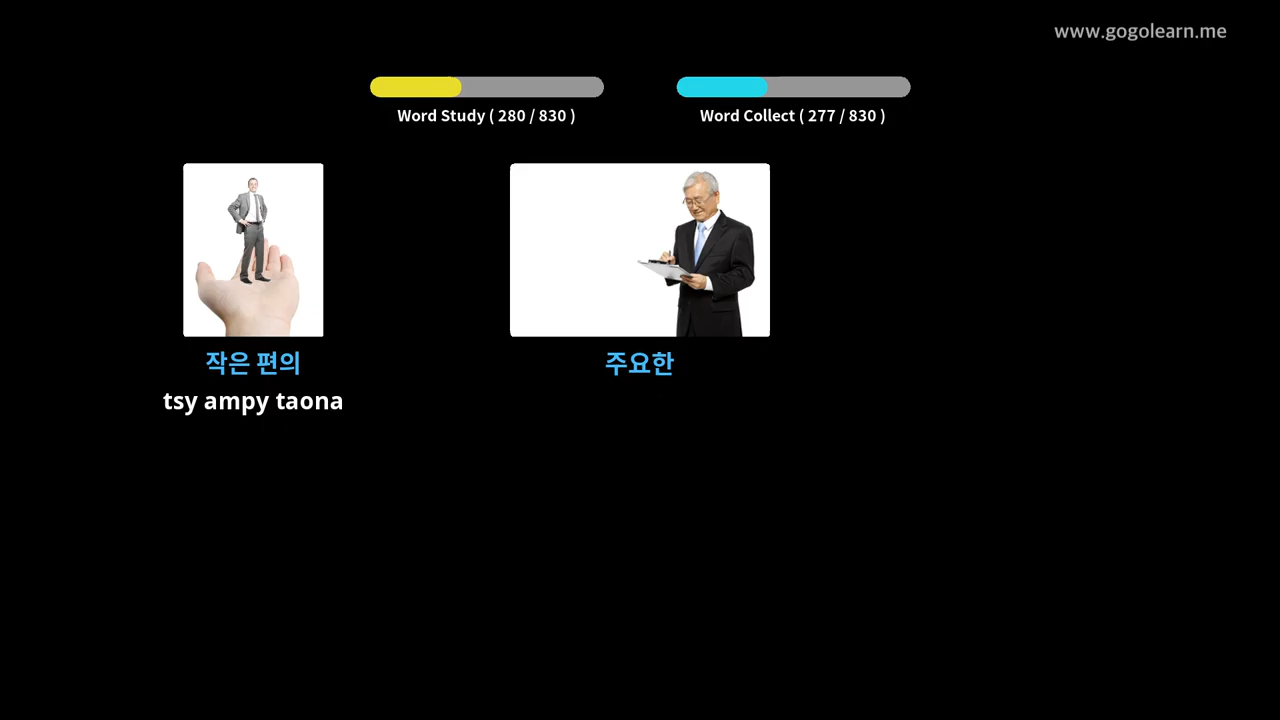 www.gogolearn.me
Word Study ( 280 / 830 )
Word Collect ( 277 / 830 )
작은 편의
tsy ampy taona
주요한